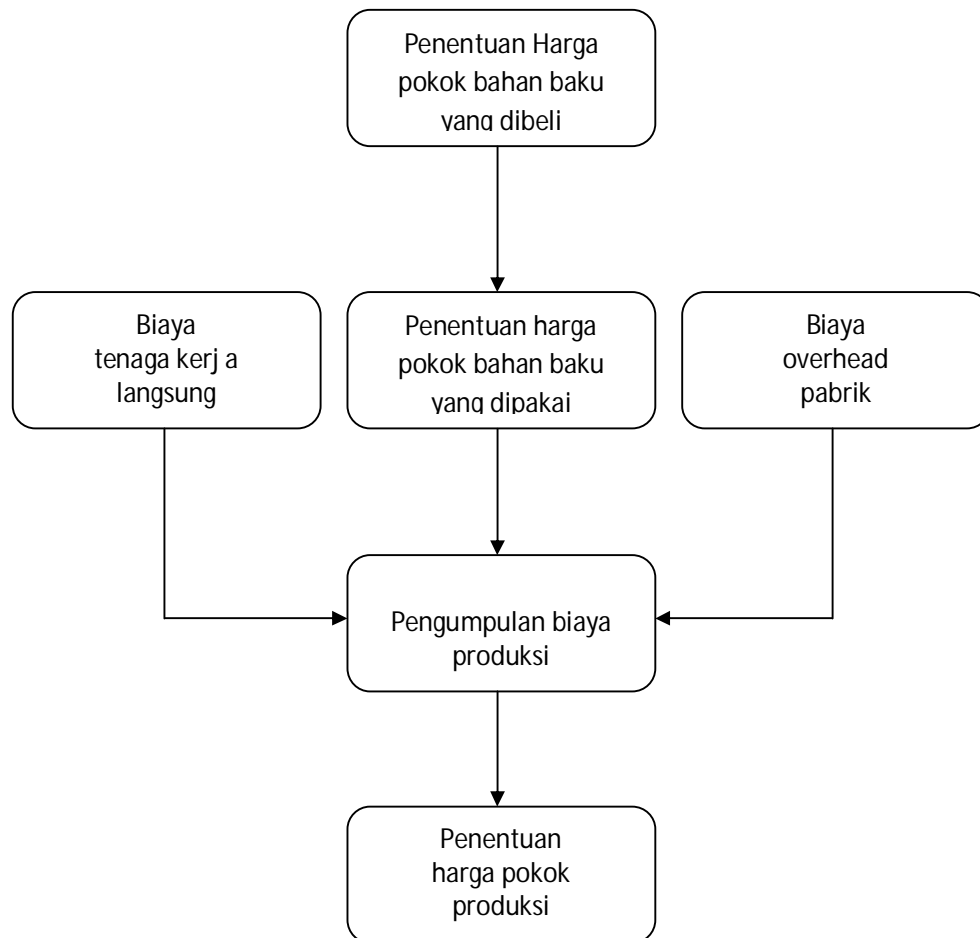 Penentuan Harga
pokok bahan baku
yang dibeli
Biaya
tenaga kerj a
langsung
Penentuan harga
pokok bahan baku
yang dipakai
Biaya
overhead
pabrik
Pengumpulan biaya
produksi
Penentuan
harga pokok
produksi